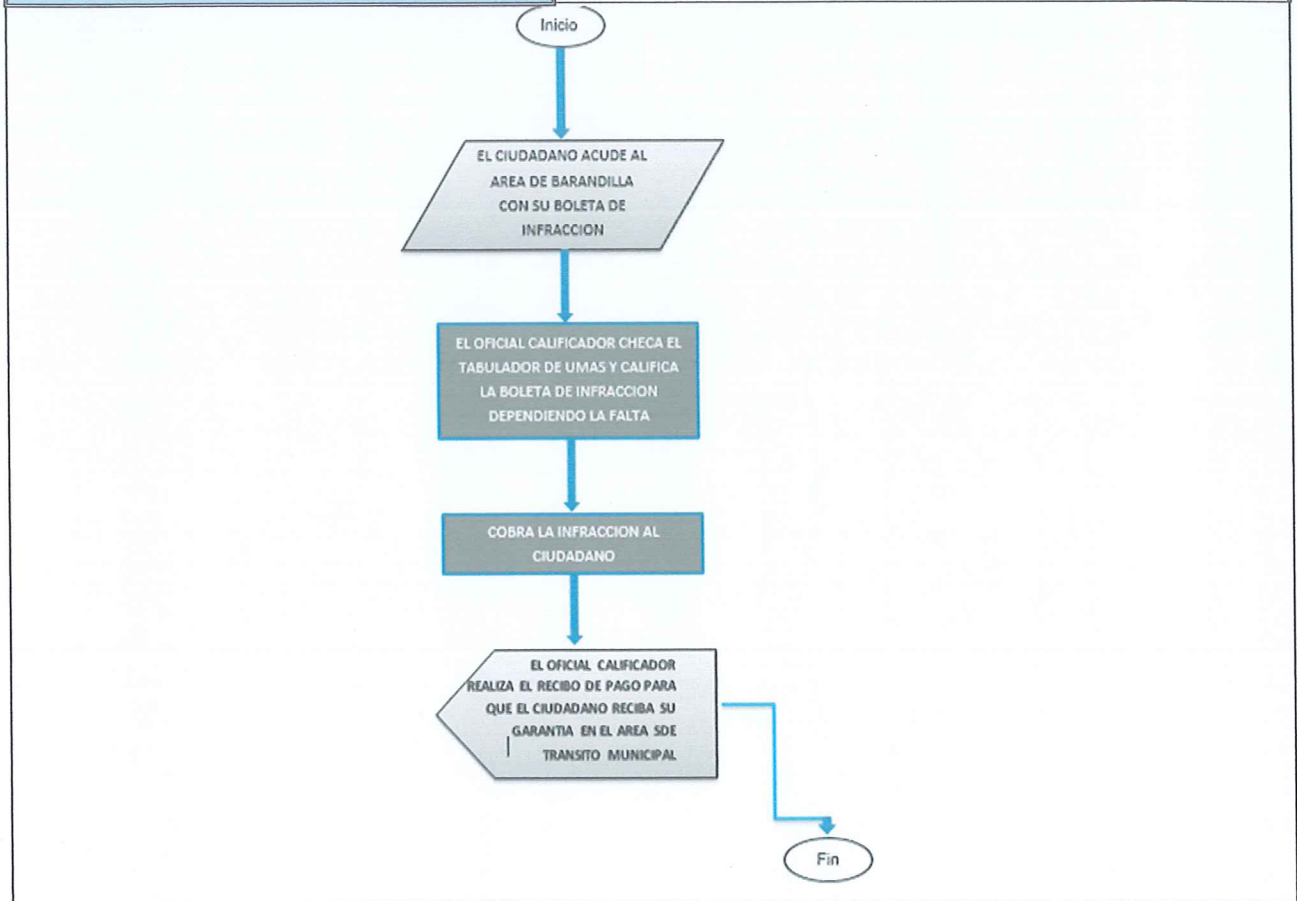 Inicio
EL CIUDADANO ACUDE AL
AREA DE BARANDILLA
CON SU BOLETA DE
INFRACCION
EL OFICIAL CALIFICADOR CHECA EL
TABULADOR DE UMAS Y CALIFICA
LA BOLETA DE INFRACCION
DEPENDIENDO LA FALTA
COBRA LA INFRACCION AL
CIUDADANO
EL OFICIAL CALIFICADOR
REALIZA EL RECIBO DE PAGO PARA
QUE EL CIUDADANO RECIBA SU
GARANTIA EN EL AREA SDE
TRANSITO MUNICIPAL
Fin